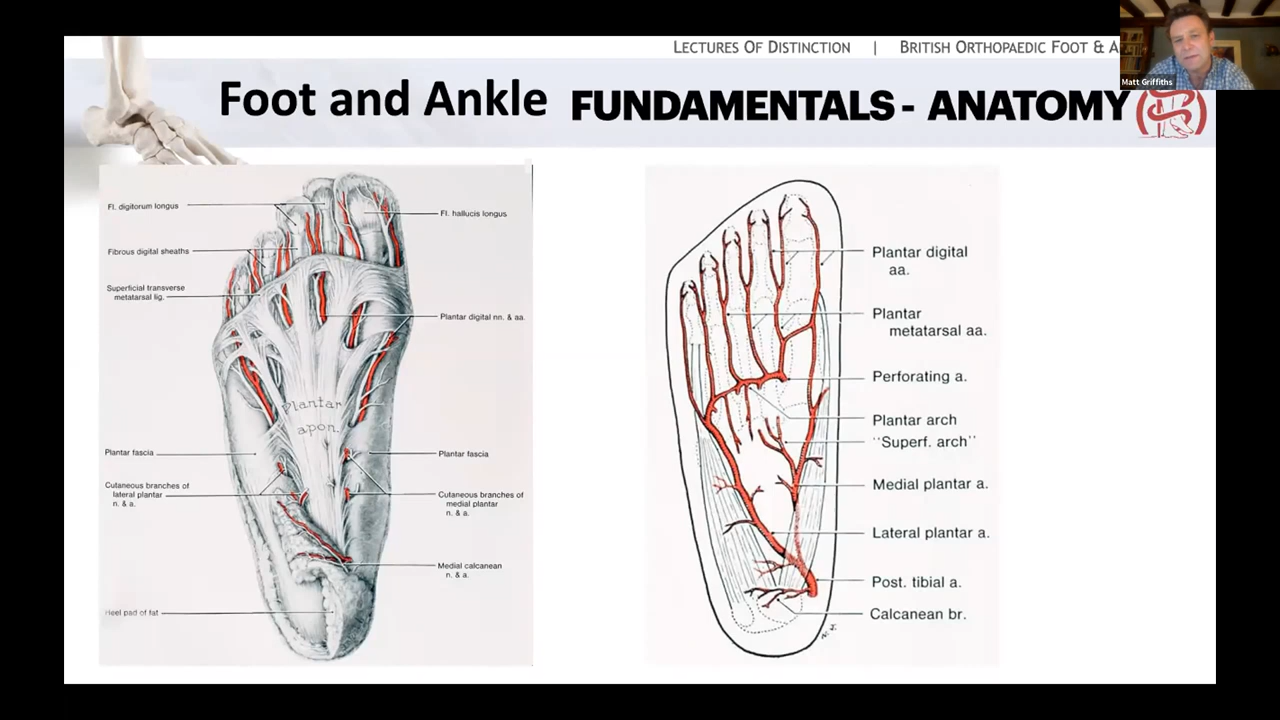 LECTURES OF DISTINCTION | BRITISH ORTHOPAEDIC FOOT & A
Matt Griffiths
Foot and Ankle FUNDAMENTALS - ANATOMY
Fl. digitorum longus
Fl. hallucis longus
Fibrous digital sheaths
Superficial transverse
metatarsal lig.
Plantar digital nn. & aa.
Plantar
apon.
Plantar fascia
Plantar fascia
Cutaneous branches of
lateral plantar
n. & a.
Cutaneous branches of
medial plantar
n. & a.
Medial calcanean
n. & a.
Heel pad of fat
Plantar digital
aa.
Plantar
metatarsal aa.
Perforating a.
Plantar arch
"Superf. arch"
Medial plantar a.
Lateral plantar a.
Post. tibial a.
Calcanean br.